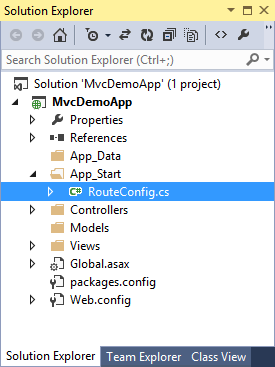 Solution Explorer
Search Solution Explorer (Ctrl+;)
Solution 'MvcDemoApp' (1 project)
MvcDemoApp
Properties
References
App_Data
App_Start
C# RouteConfig.cs
Controllers
Models
Views
Global.asax
packages.config
Web.config
Solution Explorer Team Explorer Class View